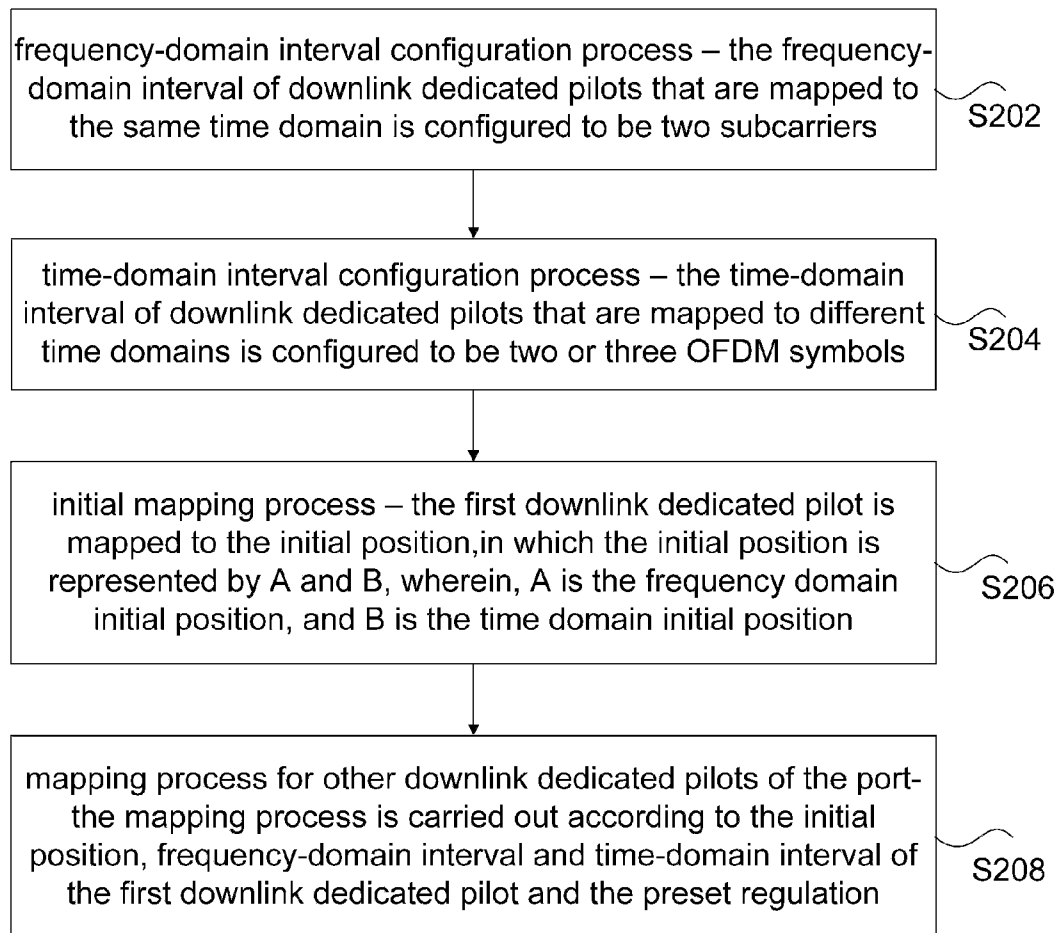 frequency-domain interval configuration process – the frequency-
domain interval of downlink dedicated pilots that are mapped to
the same time domain is configured to be two subcarriers
S202
time-domain interval configuration process – the time-domain
interval of downlink dedicated pilots that are mapped to different
time domains is configured to be two or three OFDM symbols
S204
initial mapping process – the first downlink dedicated pilot is
mapped to the initial position,in which the initial position is
represented by A and B, wherein, A is the frequency domain
initial position, and B is the time domain initial position
S206
mapping process for other downlink dedicated pilots of the port-
the mapping process is carried out according to the initial
position, frequency-domain interval and time-domain interval of
the first downlink dedicated pilot and the preset regulation
S208